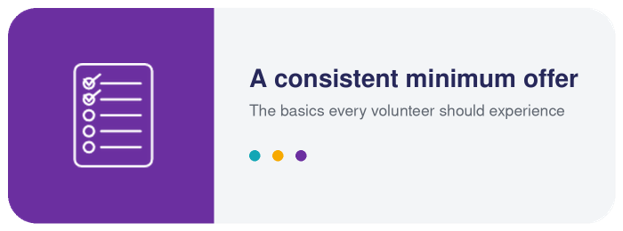 A consistent minimum offer
The basics every volunteer should experience